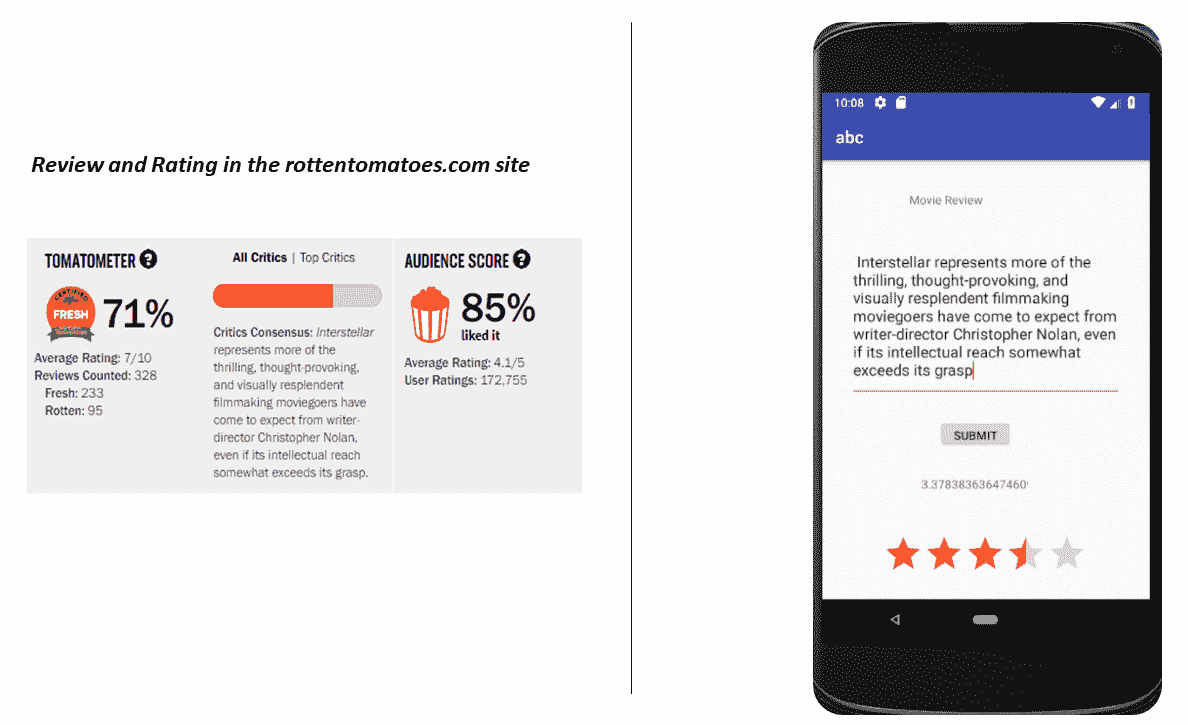 Review and Rating in the rottentomatoes.com site
TOMATOMETER ?
CERTIFIED
FRESH
71%
Average Rating: 7/10
Reviews Counted: 328
Fresh: 233
Rotten: 95
All Critics | Top Critics
Critics Consensus: Interstellar
represents more of the
thrilling, thought-provoking,
and visually resplendent
filmmaking moviegoers have
come to expect from writer-
director Christopher Nolan,
even if its intellectual reach
somewhat exceeds its grasp.
AUDIENCE SCORE ?
85%
liked it
Average Rating: 4.1/5
User Ratings: 172,755
10:08
abc
Movie Review
Interstellar represents more of the
thrilling, thought-provoking, and
visually resplendent filmmaking
moviegoers have come to expect from
writer-director Christopher Nolan, even
if its intellectual reach somewhat
exceeds its grasp
SUBMIT
3.37838363647460